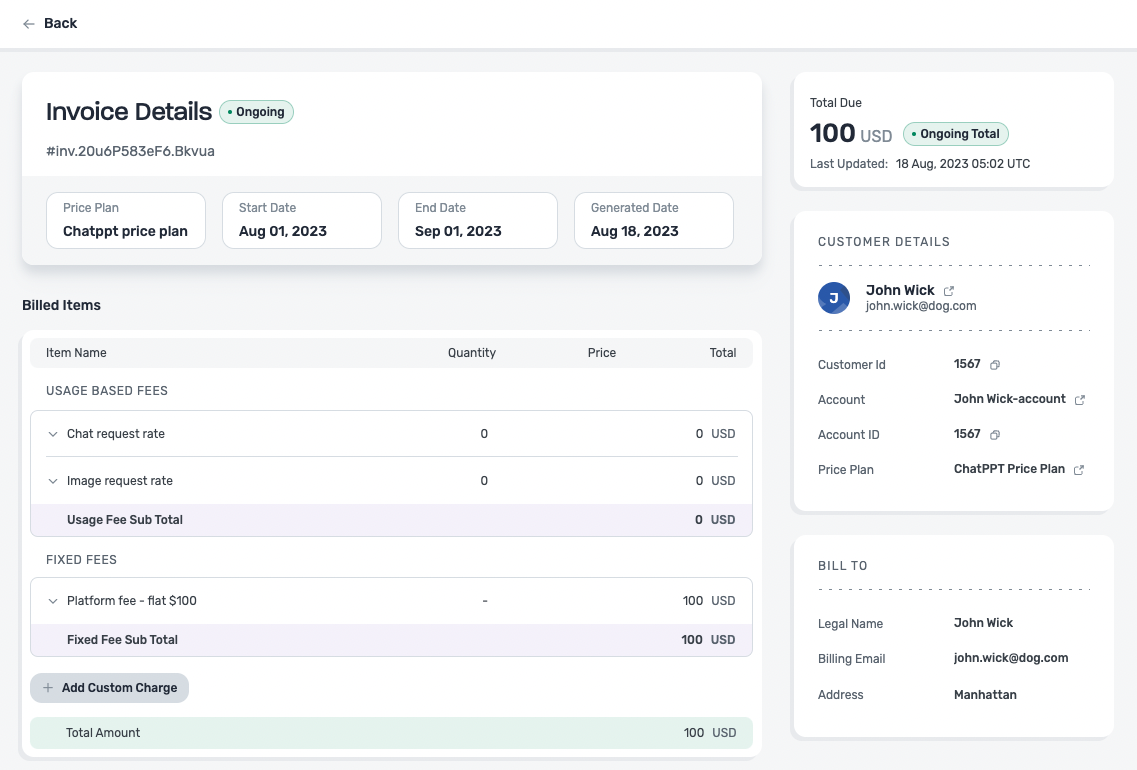 Back
Invoice Details Ongoing
#inv.20u6P583eF6.Bkvua
Price Plan
Chatppt price plan
Start Date
Aug 01, 2023
End Date
Sep 01, 2023
Generated Date
Aug 18, 2023
Billed Items
Item Name Quantity Price Total
USAGE BASED FEES
Chat request rate 0 0 USD
Image request rate 0 0 USD
Usage Fee Sub Total 0 USD
FIXED FEES
Platform fee - flat $100 - 100 USD
Fixed Fee Sub Total 100 USD
Add Custom Charge
Total Amount 100 USD
Total Due
100 USD Ongoing Total
Last Updated: 18 Aug, 2023 05:02 UTC
CUSTOMER DETAILS
J
John Wick
john.wick@dog.com
Customer Id 1567
Account John Wick-account
Account ID 1567
Price Plan ChatPPT Price Plan
BILL TO
Legal Name John Wick
Billing Email john.wick@dog.com
Address Manhattan